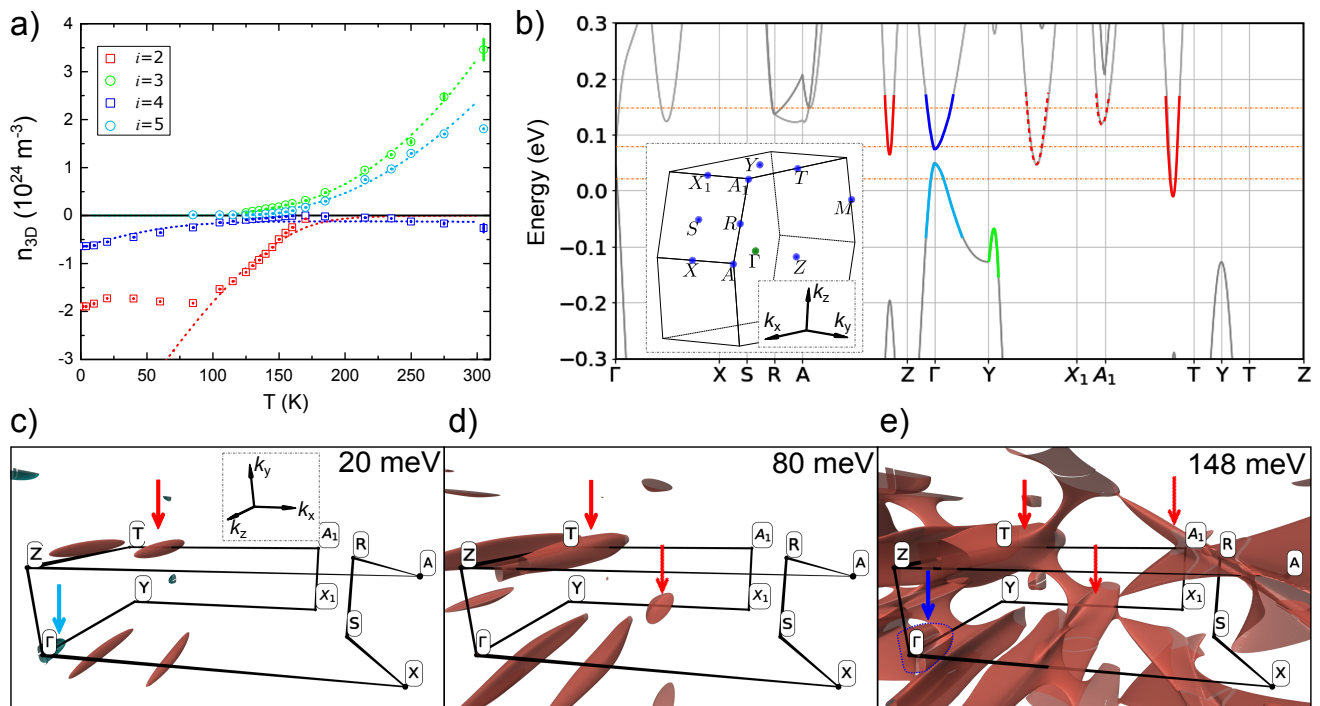 a)
n3D (10^24 m^-3)
4
3
2
1
0
-1
-2
-3
i=2
i=3
i=4
i=5
0 50 100 150 200 250 300
T (K)
b)
Energy (eV)
0.3
0.2
0.1
0.0
−0.1
−0.2
−0.3
Γ X S R A Z Γ Y X1 A1 T Y T Z
Y
X1 A1 T
S R M
Γ
X A Z
kz
kx ky
c)
20 meV
ky
kx
kz
T A1 R
Z A
Y X1
S
Γ
X
d)
80 meV
T A1 R
Z A
Y X1
S
Γ
X
e)
148 meV
T A1 R
Z A
Y X1
S
Γ
X